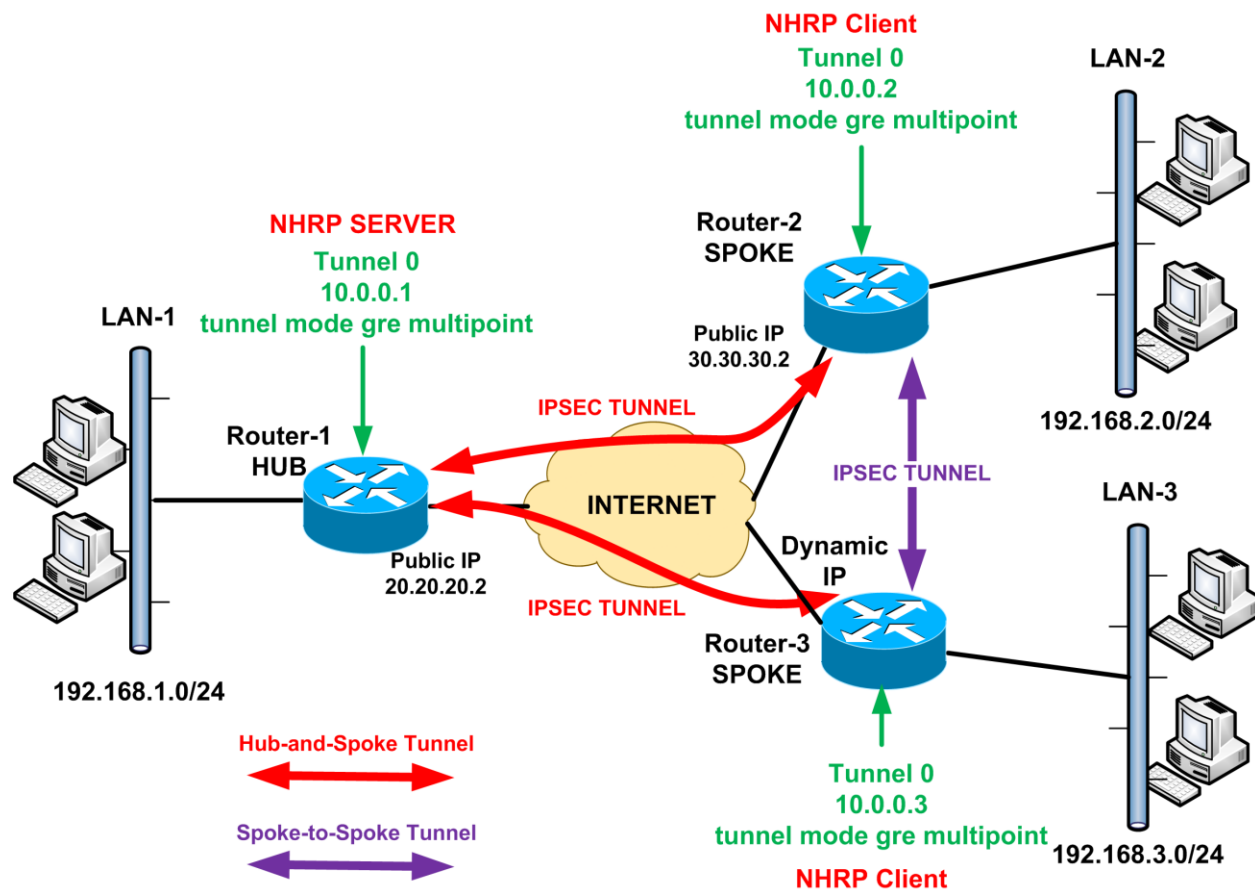 NHRP Client
Tunnel 0
10.0.0.2
tunnel mode gre multipoint
LAN-2
NHRP SERVER
Tunnel 0
10.0.0.1
tunnel mode gre multipoint
LAN-1
Router-2
SPOKE
Public IP
30.30.30.2
192.168.2.0/24
IPSEC TUNNEL
Router-1
HUB
INTERNET
IPSEC TUNNEL
LAN-3
Public IP
20.20.20.2
Dynamic
IP
IPSEC TUNNEL
Router-3
SPOKE
192.168.1.0/24
Hub-and-Spoke Tunnel
Spoke-to-Spoke Tunnel
Tunnel 0
10.0.0.3
tunnel mode gre multipoint
NHRP Client
192.168.3.0/24